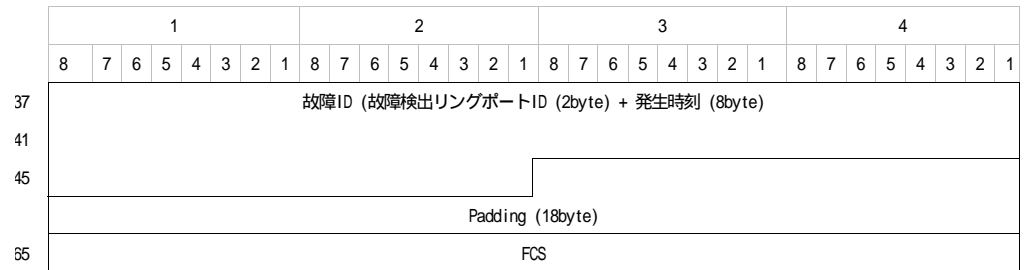 1 2 3 4
8 7 6 5 4 3 2 1 8 7 6 5 4 3 2 1 8 7 6 5 4 3 2 1 8 7 6 5 4 3 2 1
37 故障ID (故障検出リングポートID (2byte) + 発生時刻 (8byte)
41
45
Padding (18byte)
65 FCS